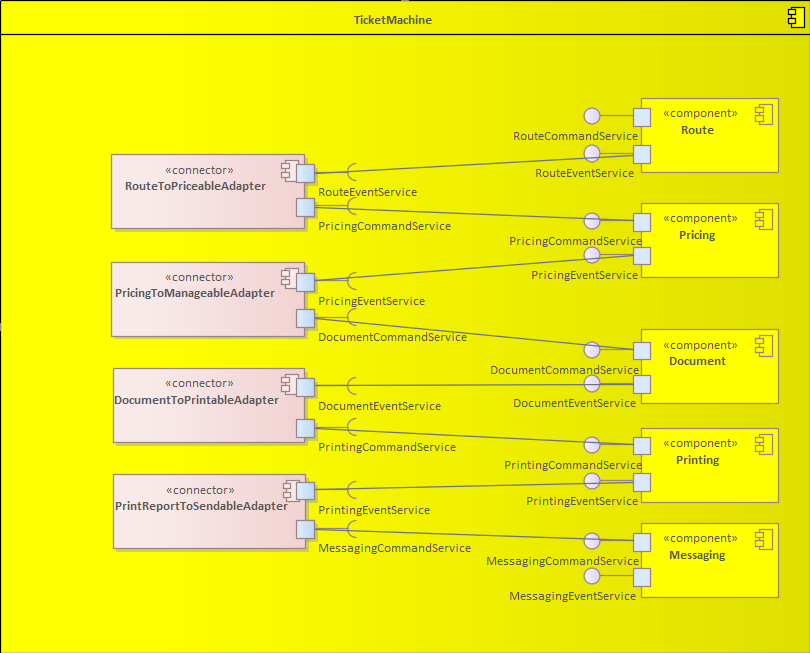 TicketMachine
«component»
Route
RouteCommandService
RouteEventService
«connector»
RouteToPriceableAdapter
RouteEventService
PricingCommandService
«component»
Pricing
PricingCommandService
PricingEventService
«connector»
PricingToManageableAdapter
PricingEventService
DocumentCommandService
«component»
Document
DocumentCommandService
DocumentEventService
«connector»
DocumentToPrintableAdapter
DocumentEventService
PrintingCommandService
«component»
Printing
PrintingCommandService
PrintingEventService
«connector»
PrintReportToSendableAdapter
PrintingEventService
MessagingCommandService
«component»
Messaging
MessagingCommandService
MessagingEventService